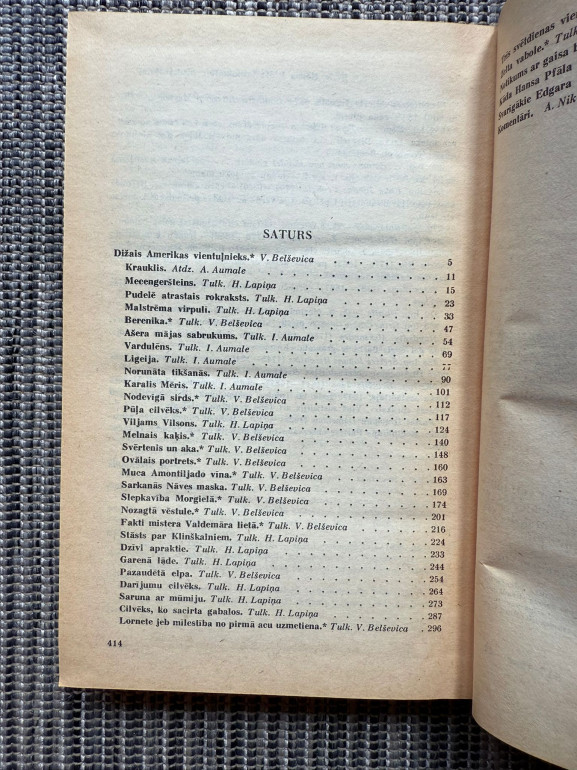 SATURS
Dižais Amerikas vientuļnieks.* V. Belševica . . . . . . . 5
Krauklis. Atdz. A. Aumale . . . . . . . . . 11
Mecengeršteins. Tulk. H. Lapiņa . . . . . . . . . 15
Pudelē atrastais rokraksts. Tulk. H. Lapiņa . . . . . . 23
Malstrēma virpulī. Tulk. H. Lapiņa . . . . . . . . 33
Berenīka.* Tulk. V. Belševica . . . . . . . . . 47
Ašera mājas sabrukums. Tulk. I. Aumale . . . . . . . 54
Vardulēns. Tulk. I. Aumale . . . . . . . . . 69
Ligeija. Tulk. I. Aumale . . . . . . . . . . 77
Norunāta tikšanās. Tulk. I. Aumale . . . . . . . . 90
Karalis Mēris. Tulk. I. Aumale . . . . . . . . . 101
Nodevīgā sirds.* Tulk. V. Belševica . . . . . . . . 112
Pūļa cilvēks.* Tulk. V. Belševica . . . . . . . . 117
Viljams Vilsons. Tulk. H. Lapiņa . . . . . . . . 124
Melnais kaķis.* Tulk. V. Belševica . . . . . . . . 140
Svērtenis un aka.* Tulk. V. Belševica . . . . . . . 148
Ovālais portrets.* Tulk. V. Belševica . . . . . . . 160
Muca Amontiljado vīna.* Tulk. V. Belševica . . . . . . 163
Sarkanās Nāves maska. Tulk. V. Belševica . . . . . . 169
Slepkavība Morgielā.* Tulk. V. Belševica . . . . . . 174
Nozagtā vēstule.* Tulk. V. Belševica . . . . . . . 201
Fakti mistera Valdemāra lietā.* Tulk. V. Belševica . . . . 216
Stāsts par Klinškalniem. Tulk. H. Lapiņa . . . . . . 224
Dzīvi apraktie. Tulk. H. Lapiņa . . . . . . . . 233
Garenā lāde. Tulk. H. Lapiņa . . . . . . . . . 244
Pazaudētā elpa. Tulk. V. Belševica . . . . . . . . 254
Darījumu cilvēks. Tulk. H. Lapiņa . . . . . . . . 264
Saruna ar mūmiju. Tulk. H. Lapiņa . . . . . . . . 273
Cilvēks, ko sacirta gabalos. Tulk. H. Lapiņa . . . . . 287
Lornete jeb mīlestība no pirmā acu uzmetiena.* Tulk. V. Belševica . 296
414
svētdienas
vabole.* Tulk.
ar gaisa
Hansa Pfāla
Svarīgākie Edgara
Komentāri. A. Nik